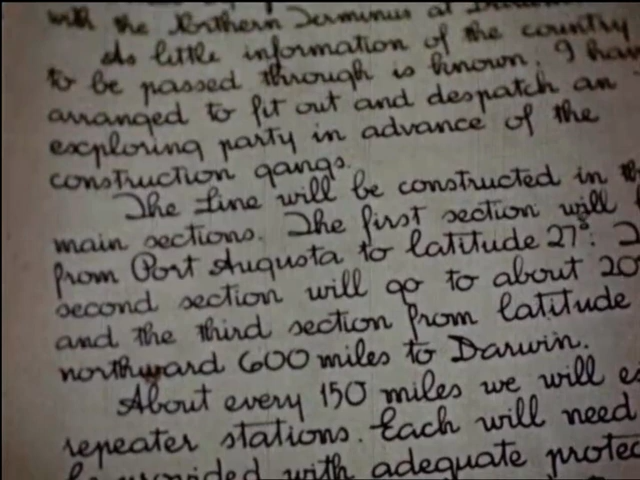 with the Northern Terminus at
As little information of the country
to be passed through is known. I have
arranged to fit out and despatch an
exploring party in advance of the
construction gangs.
The Line will be constructed in
main sections. The first section will
from Port Augusta to latitude 27°.
second section will go to about 20
and the third section from latitude
northward 600 miles to Darwin.
About every 150 miles we will
repeater stations. Each will need
be provided with adequate